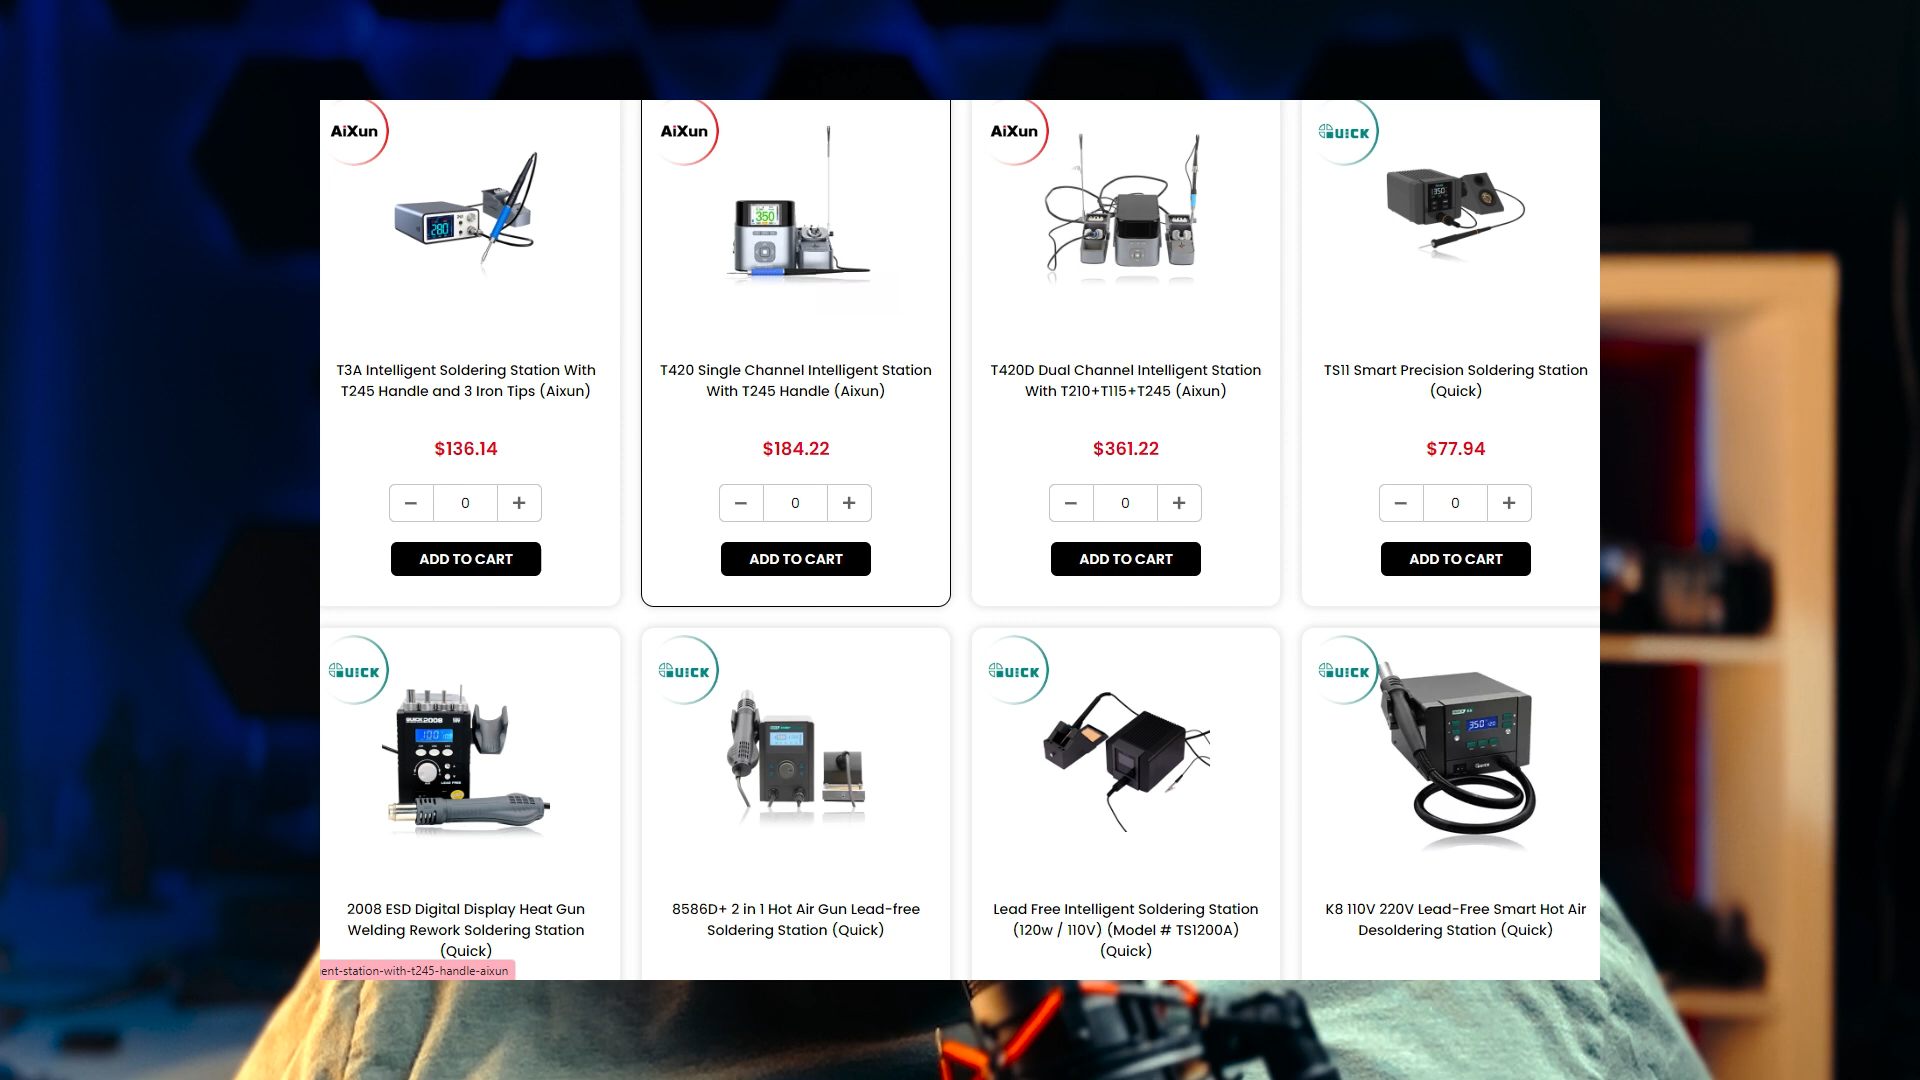 AiXun
AiXun
AiXun
QUICK
280
350
350
T3A Intelligent Soldering Station With
T245 Handle and 3 Iron Tips (Aixun)
T420 Single Channel Intelligent Station
With T245 Handle (Aixun)
T420D Dual Channel Intelligent Station
With T210+T115+T245 (Aixun)
TS11 Smart Precision Soldering Station
(Quick)
$136.14
$184.22
$361.22
$77.94
− 0 +
− 0 +
− 0 +
− 0 +
ADD TO CART
ADD TO CART
ADD TO CART
ADD TO CART
QUICK
QUICK
QUICK
QUICK
QUICK 2008
100
350
QUICK
2008 ESD Digital Display Heat Gun
Welding Rework Soldering Station
(Quick)
8586D+ 2 in 1 Hot Air Gun Lead-free
Soldering Station (Quick)
Lead Free Intelligent Soldering Station
(120w / 110V) (Model # TS1200A)
(Quick)
K8 110V 220V Lead-Free Smart Hot Air
Desoldering Station (Quick)
ent-station-with-t245-handle-aixun